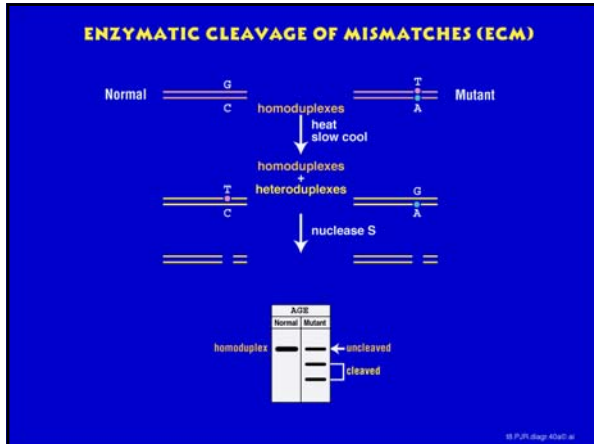 ENZYMATIC CLEAVAGE OF MISMATCHES (ECM)
G
T
Normal
Mutant
C
homoduplexes
A
heat
slow cool
homoduplexes
+
heteroduplexes
T
G
C
A
nuclease S
AGE
Normal Mutant
homoduplex
uncleaved
cleaved